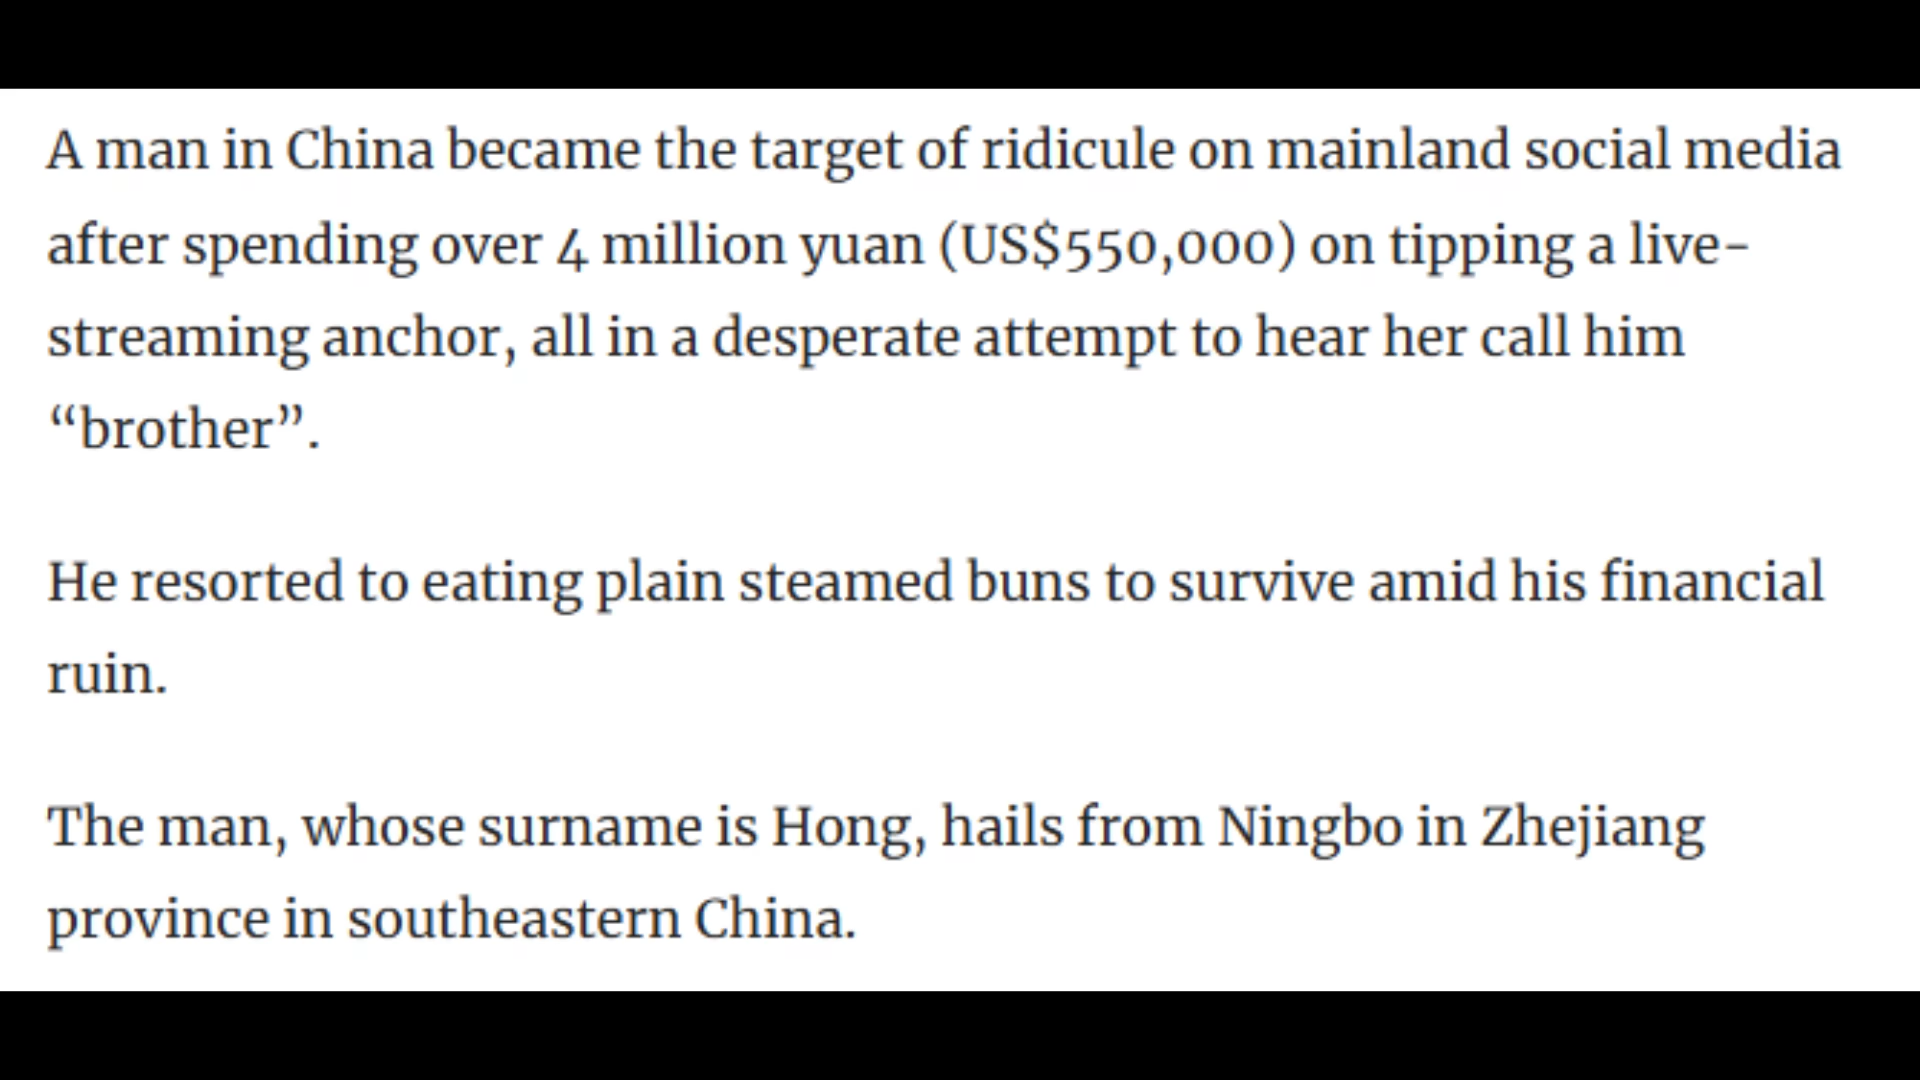 A man in China became the target of ridicule on mainland social media
after spending over 4 million yuan (US$550,000) on tipping a live-
streaming anchor, all in a desperate attempt to hear her call him
“brother”.
He resorted to eating plain steamed buns to survive amid his financial
ruin.
The man, whose surname is Hong, hails from Ningbo in Zhejiang
province in southeastern China.